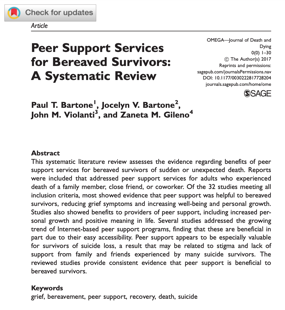 Check for updates
Article
OMEGA—Journal of Death and
Dying
0(0) 1–30
© The Author(s) 2017
Reprints and permissions:
sagepub.com/journalsPermissions.nav
DOI: 10.1177/0030222817728204
journals.sagepub.com/home/ome
SAGE
Peer Support Services
for Bereaved Survivors:
A Systematic Review
Paul T. Bartone1, Jocelyn V. Bartone2,
John M. Violanti3, and Zaneta M. Gileno4
Abstract
This systematic literature review assesses the evidence regarding benefits of peer
support services for bereaved survivors of sudden or unexpected death. Reports
were included that addressed peer support services for adults who experienced
death of a family member, close friend, or coworker. Of the 32 studies meeting all
inclusion criteria, most showed evidence that peer support was helpful to bereaved
survivors, reducing grief symptoms and increasing well-being and personal growth.
Studies also showed benefits to providers of peer support, including increased per-
sonal growth and positive meaning in life. Several studies addressed the growing
trend of Internet-based peer support programs, finding that these are beneficial in
part due to their easy accessibility. Peer support appears to be especially valuable
for survivors of suicide loss, a result that may be related to stigma and lack of
support from family and friends experienced by many suicide survivors. The
reviewed studies provide consistent evidence that peer support is beneficial to
bereaved survivors.
Keywords
grief, bereavement, peer support, recovery, death, suicide